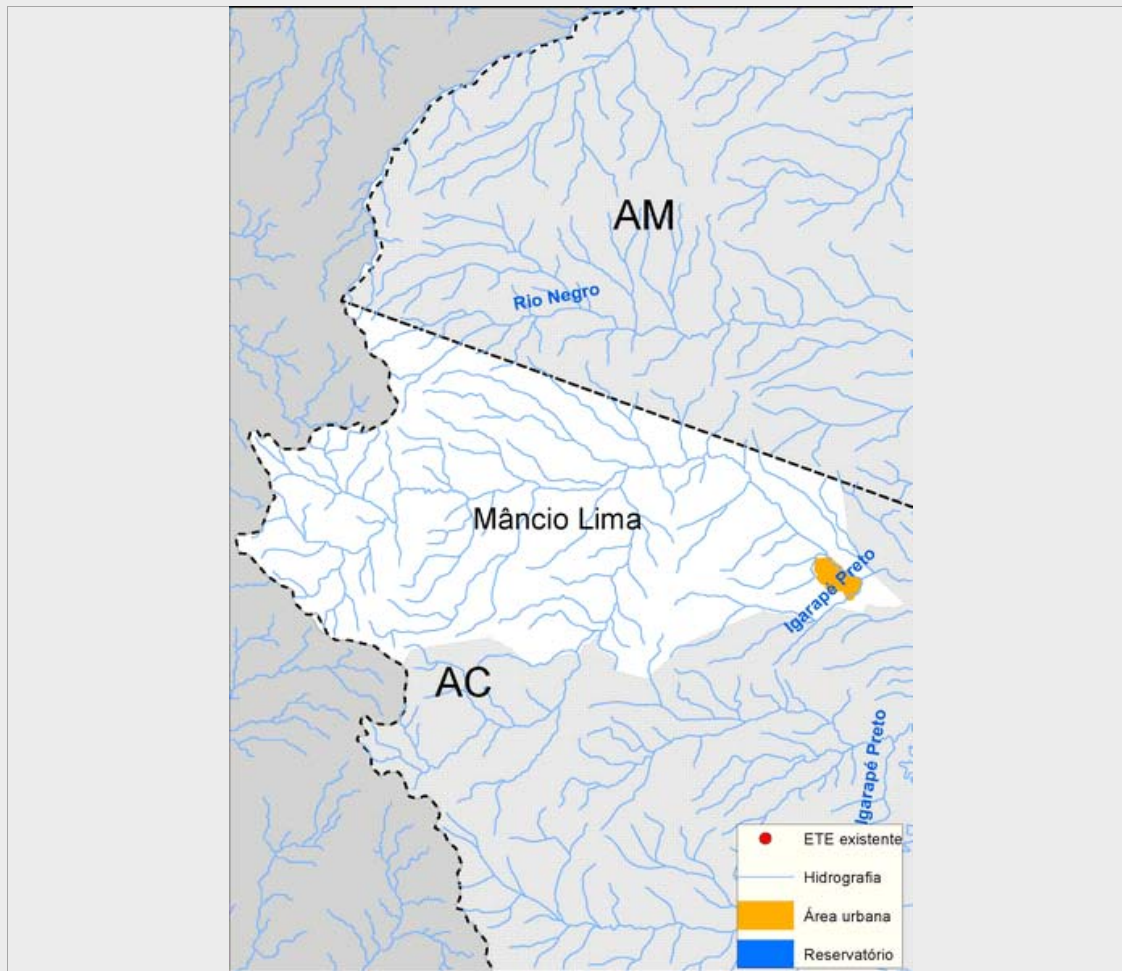 AM
Rio Negro
Mâncio Lima
Igarapé Preto
AC
Igarapé Preto
ETE existente
Hidrografia
Área urbana
Reservatório